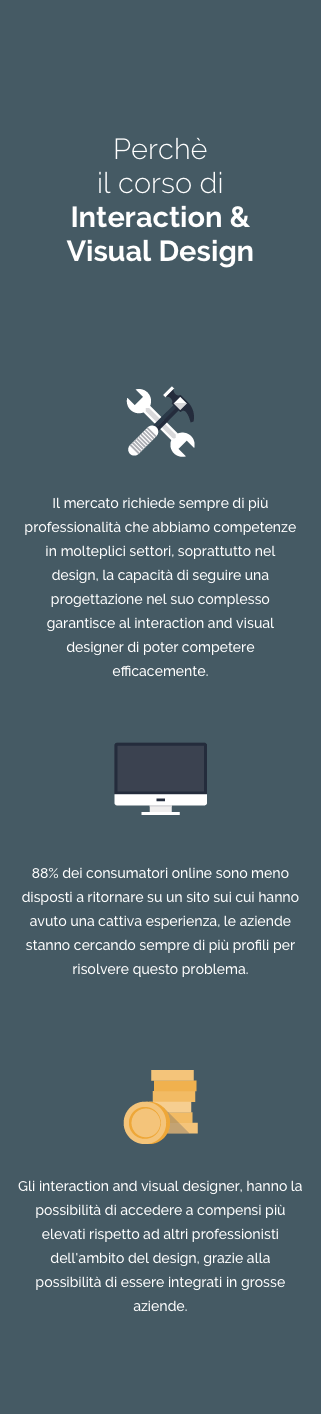 Perchè
il corso di
Interaction &
Visual Design
Il mercato richiede sempre di più
professionalità che abbiamo competenze
in molteplici settori, soprattutto nel
design, la capacità di seguire una
progettazione nel suo complesso
garantisce al interaction and visual
designer di poter competere
efficacemente.
88% dei consumatori online sono meno
disposti a ritornare su un sito sui cui hanno
avuto una cattiva esperienza, le aziende
stanno cercando sempre di più profili per
risolvere questo problema.
Gli interaction and visual designer, hanno la
possibilità di accedere a compensi più
elevati rispetto ad altri professionisti
dell'ambito del design, grazie alla
possibilità di essere integrati in grosse
aziende.